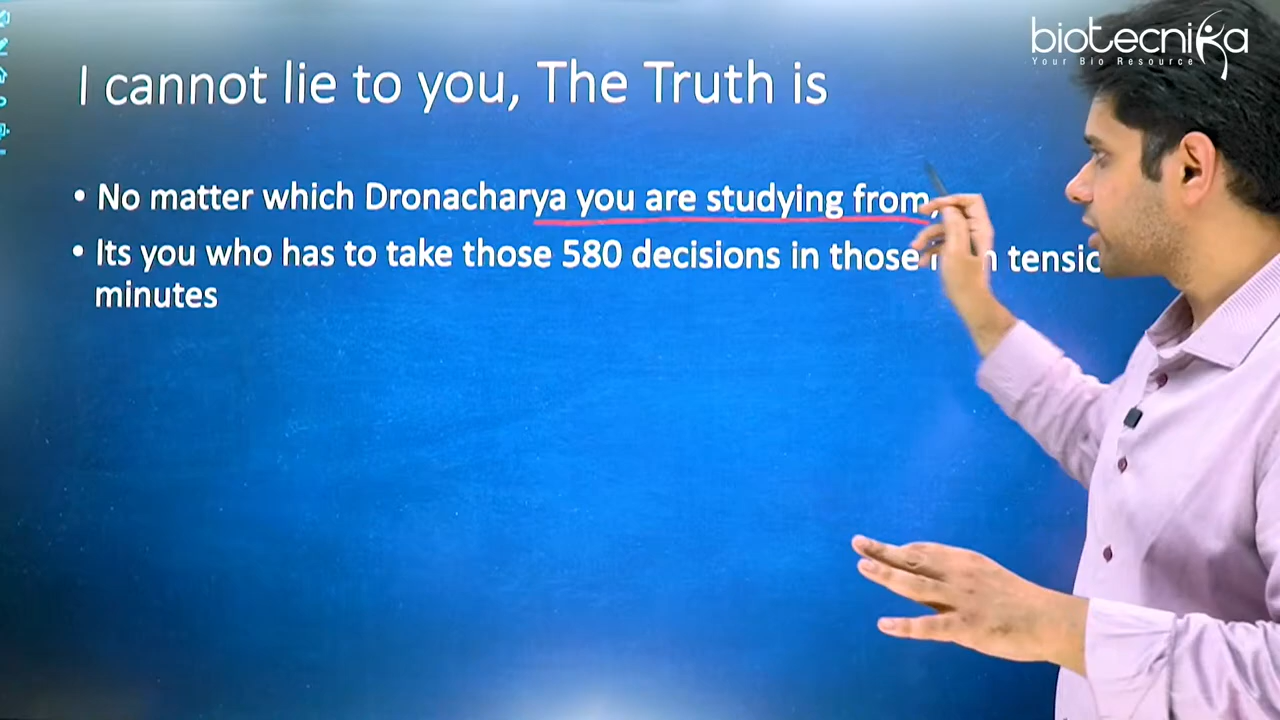 biotecnika
Your Bio Resource
I cannot lie to you, The Truth is
• No matter which Dronacharya you are studying from,
• Its you who has to take those 580 decisions in those
minutes